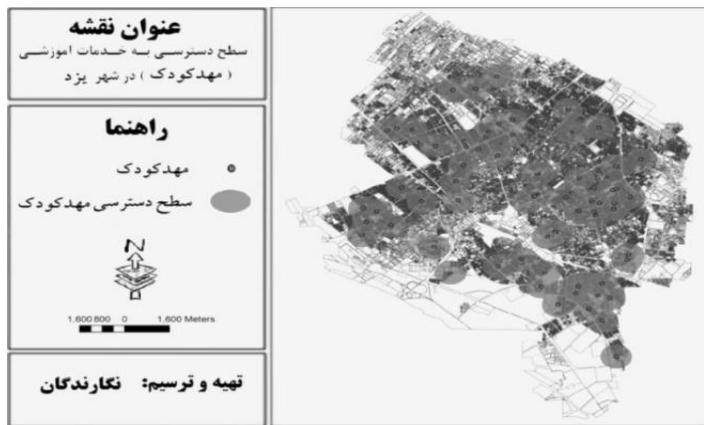 عنوان نقشه
سطح دسترسی به خدمات اموزشی
( مهدکودک ) در شهر یزد
راهنما
مهدکودک
سطح دسترسی مهدکودک
N
1,600 800 0 1,600 Meters
تهیه و ترسیم: نگارندگان